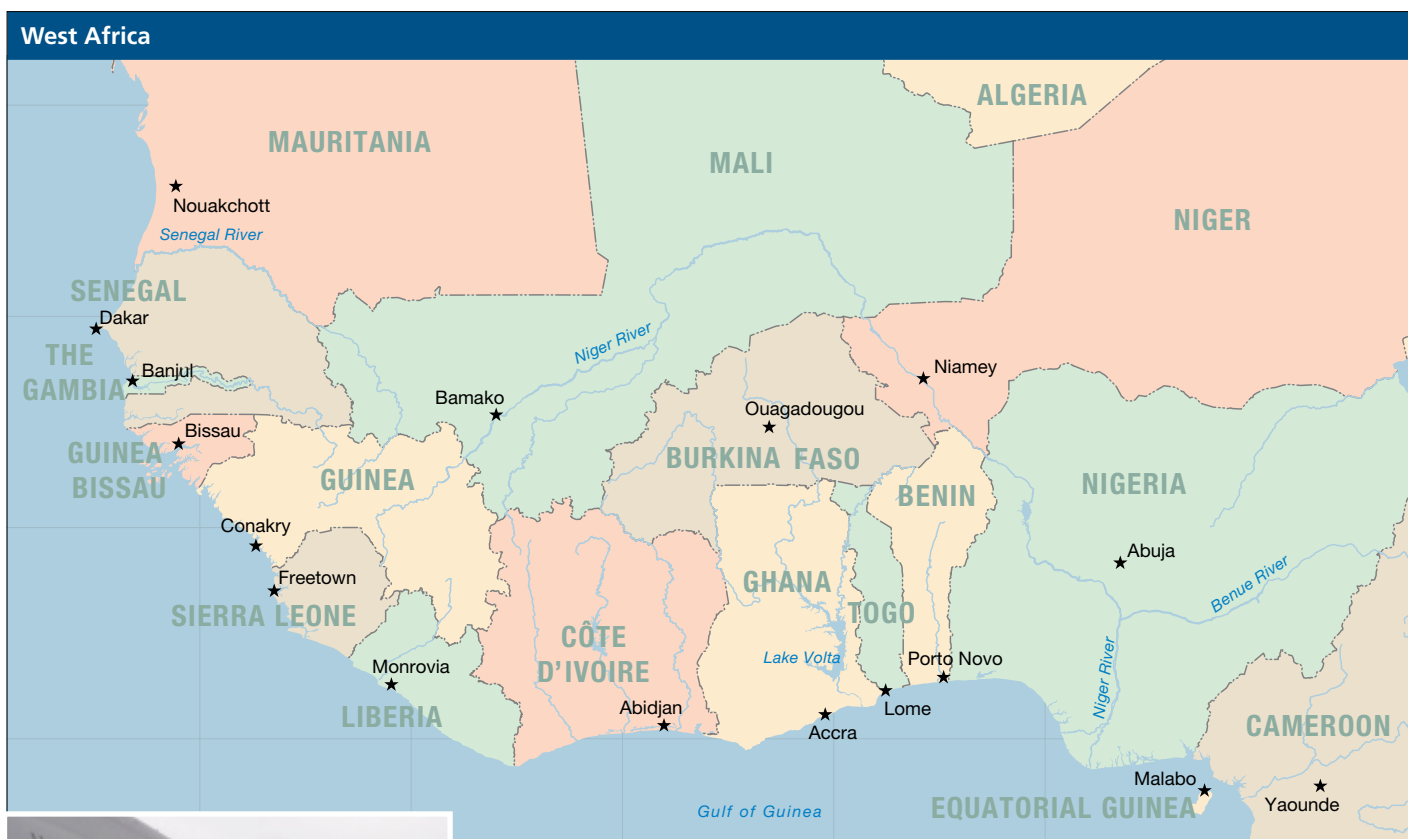 West Africa
ALGERIA
MAURITANIA
MALI
Nouakchott
NIGER
Senegal River
SENEGAL
Dakar
Niger River
THE
GAMBIA
Banjul
Niamey
Bamako
Ouagadougou
Bissau
GUINEA
BISSAU
GUINEA
BURKINA FASO
BENIN
NIGERIA
Conakry
Abuja
Freetown
SIERRA LEONE
GHANA
TOGO
Benue River
CÔTE
D'IVOIRE
Lake Volta
Porto Novo
Monrovia
Niger River
LIBERIA
Abidjan
Accra
Lome
CAMEROON
Malabo
EQUATORIAL GUINEA
Yaounde
Gulf of Guinea